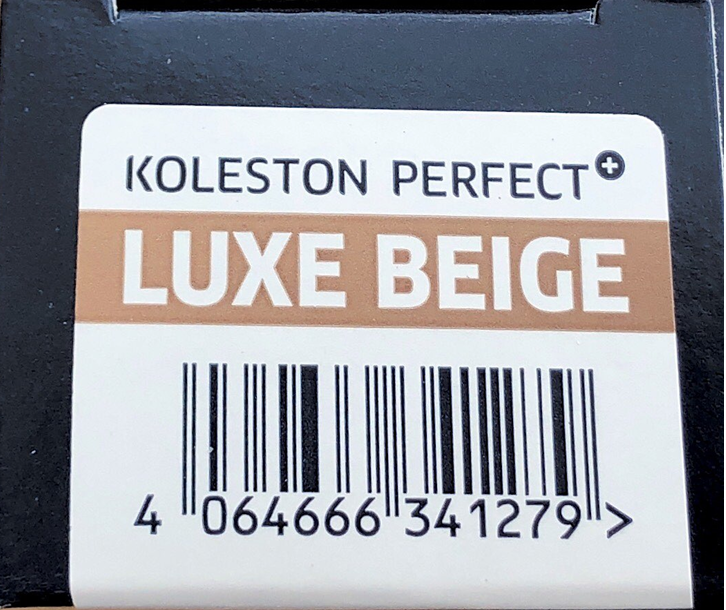 KOLESTON PERFECT+
LUXE BEIGE
4 064666 341279 >